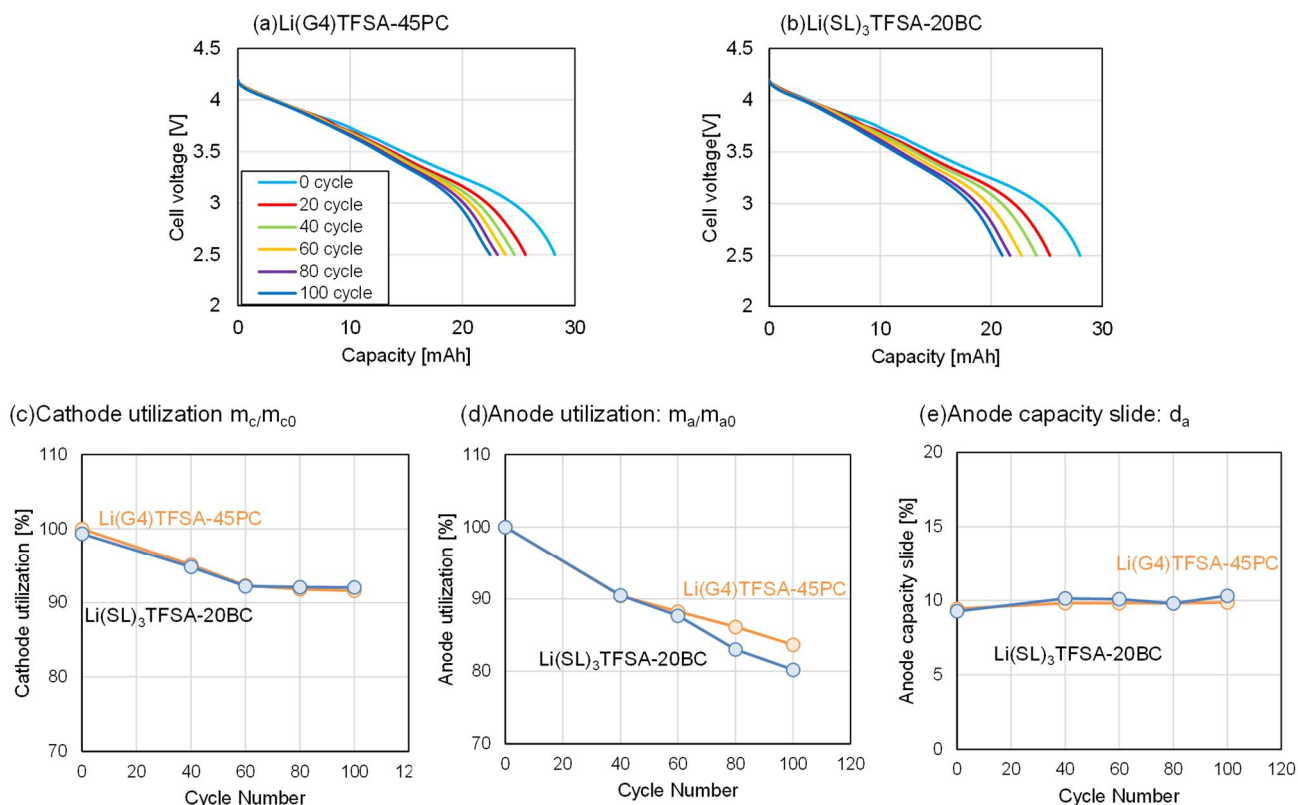 (a)Li(G4)TFSA-45PC
4.5
4
3.5
3
2.5
2
Cell voltage [V]
0 cycle
20 cycle
40 cycle
60 cycle
80 cycle
100 cycle
0 10 20 30
Capacity [mAh]
(b)Li(SL)₃TFSA-20BC
4.5
4
3.5
3
2.5
2
Cell voltage[V]
0 10 20 30
Capacity [mAh]
(c)Cathode utilization m_c/m_c0
110
100
90
80
70
Cathode utilization [%]
Li(G4)TFSA-45PC
Li(SL)₃TFSA-20BC
0 20 40 60 80 100 12
Cycle Number
(d)Anode utilization: m_a/m_a0
110
100
90
80
70
Anode utilization [%]
Li(G4)TFSA-45PC
Li(SL)₃TFSA-20BC
0 20 40 60 80 100 120
Cycle Number
(e)Anode capacity slide: d_a
20
15
10
5
0
Anode capacity slide [%]
Li(G4)TFSA-45PC
Li(SL)₃TFSA-20BC
0 20 40 60 80 100 120
Cycle Number